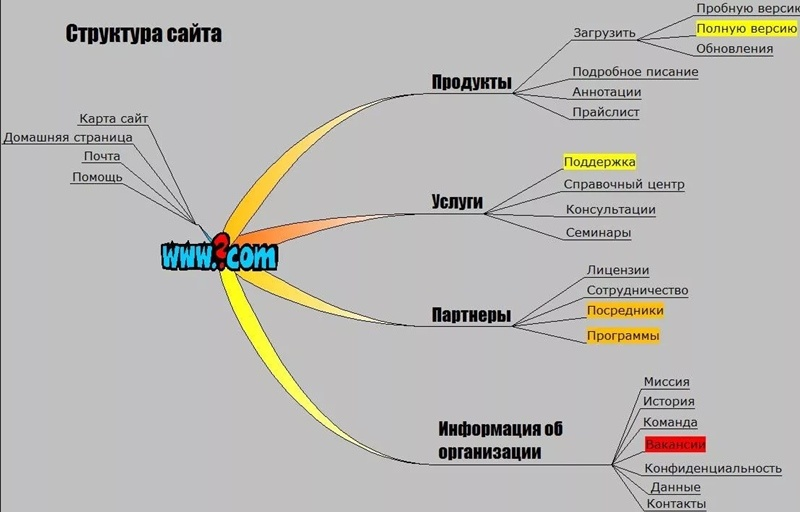 Структура сайта
Карта сайт
Домашняя страница
Почта
Помощь
www.?.com
Продукты
Загрузить
Пробную версию
Полную версию
Обновления
Подробное писание
Аннотации
Прайслист
Услуги
Поддержка
Справочный центр
Консультации
Семинары
Партнеры
Лицензии
Сотрудничество
Посредники
Программы
Информация об
организации
Миссия
История
Команда
Вакансии
Конфиденциальность
Данные
Контакты